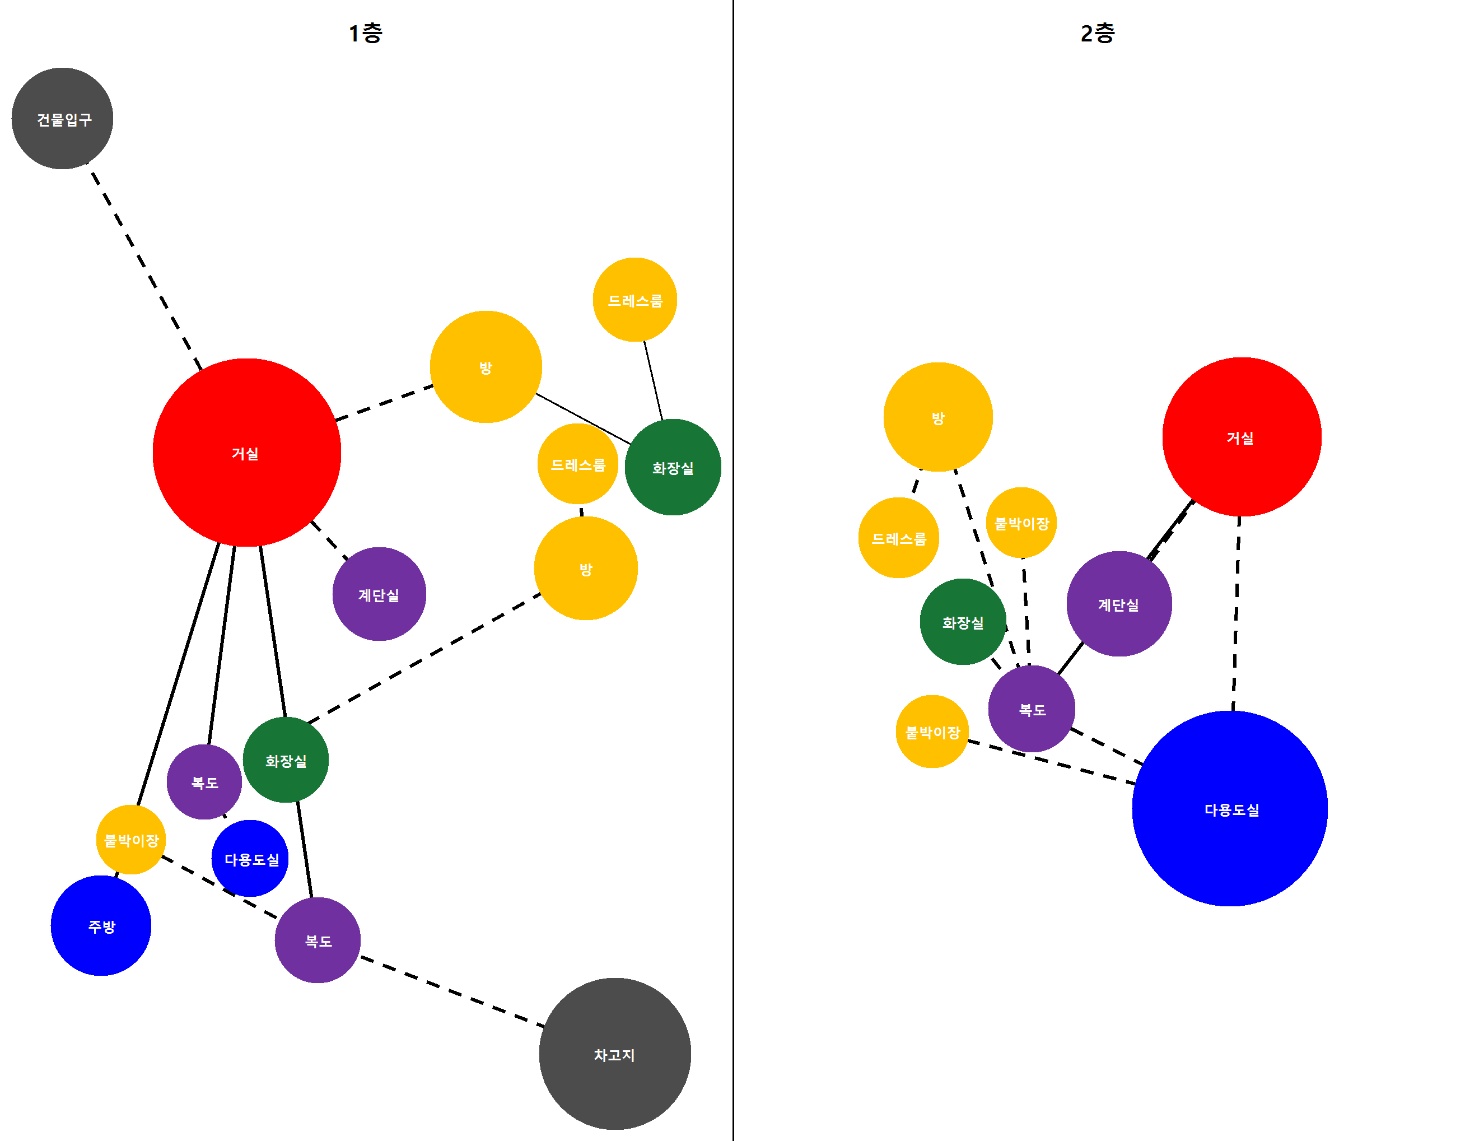 1층
건물입구
드레스룸
방
거실
드레스룸
화장실
방
계단실
화장실
복도
붙박이장
다용도실
주방
복도
차고지
2층
방
거실
붙박이장
드레스룸
계단실
화장실
복도
붙박이장
다용도실